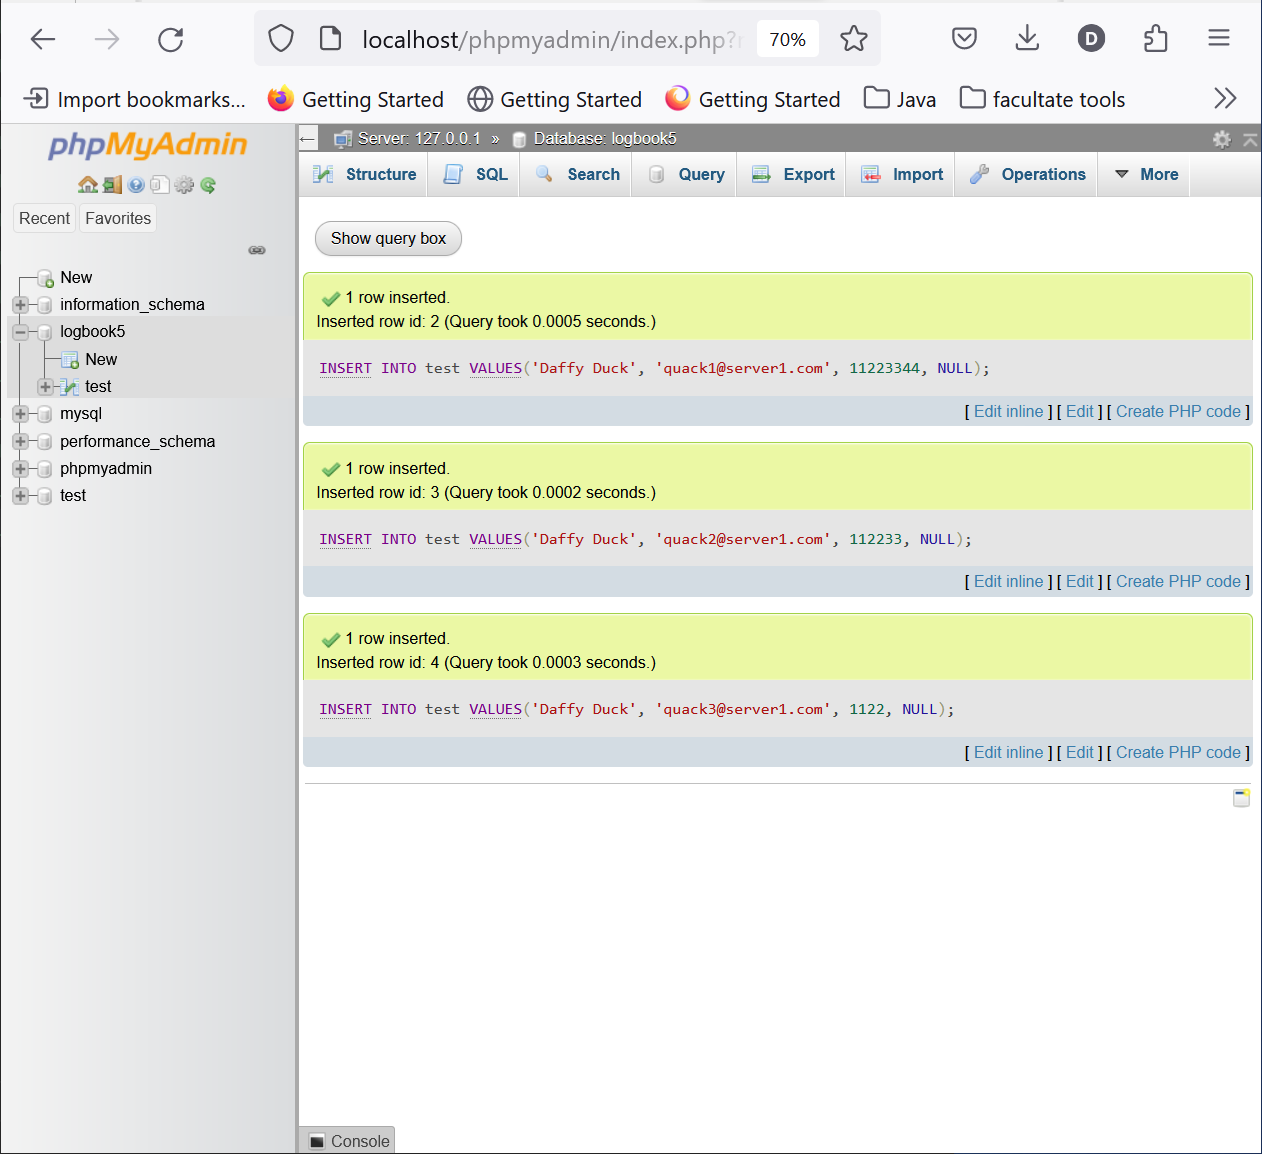 localhost/phpmyadmin/index.php? 70% D
Import bookmarks... Getting Started Getting Started Getting Started Java facultate tools
phpMyAdmin
Server: 127.0.0.1 » Database: logbook5
Structure SQL Search Query Export Import Operations More
Recent Favorites
New
information_schema
logbook5
New
test
mysql
performance_schema
phpmyadmin
test
Show query box
1 row inserted.
Inserted row id: 2 (Query took 0.0005 seconds.)
INSERT INTO test VALUES('Daffy Duck', 'quack1@server1.com', 11223344, NULL);
[ Edit inline ] [ Edit ] [ Create PHP code ]
1 row inserted.
Inserted row id: 3 (Query took 0.0002 seconds.)
INSERT INTO test VALUES('Daffy Duck', 'quack2@server1.com', 112233, NULL);
[ Edit inline ] [ Edit ] [ Create PHP code ]
1 row inserted.
Inserted row id: 4 (Query took 0.0003 seconds.)
INSERT INTO test VALUES('Daffy Duck', 'quack3@server1.com', 1122, NULL);
[ Edit inline ] [ Edit ] [ Create PHP code ]
Console